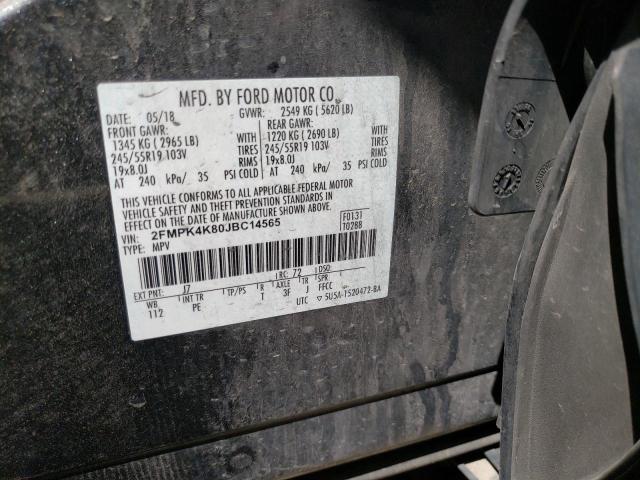 MFD. BY FORD MOTOR CO.
DATE: 05/18 GVWR: 2549 KG ( 5620 LB)
FRONT GAWR: REAR GAWR:
1345 KG ( 2965 LB) WITH 1220 KG ( 2690 LB) WITH
245/55R19 103V TIRES 245/55R19 103V TIRES
19x8.0J RIMS 19x8.0J RIMS
AT 240 kPa/ 35 PSI COLD AT 240 kPa/ 35 PSI COLD
THIS VEHICLE CONFORMS TO ALL APPLICABLE FEDERAL MOTOR
VEHICLE SAFETY AND THEFT PREVENTION STANDARDS IN EFFECT
ON THE DATE OF MANUFACTURE SHOWN ABOVE.
VIN: 2FMPK4K80JBC14565 F0131
TYPE: MPV T0288
EXT PNT: J7 RC: 72 DSO:
WB INT TR TP/PS R AXLE TR SPR
112 PE T 3F J FFCC
UTC ▽ 5U5A-1520472-BA